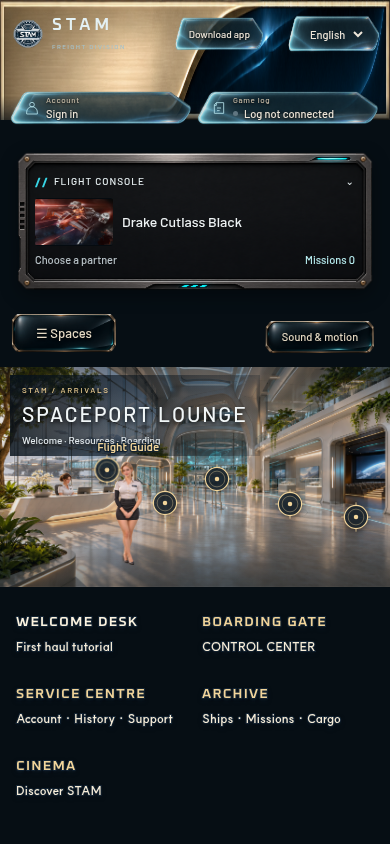 STAM
FREIGHT
Download app
English
Account
Sign in
Game log
Log not connected
STAM
// FLIGHT CONSOLE
Drake Cutlass Black
Choose a partner
Missions 0
☰ Spaces
Sound & motion
STAM / ARRIVALS
SPACEPORT LOUNGE
Welcome · Resources · Boarding
Flight Guide
WELCOME DESK
First haul tutorial
BOARDING GATE
CONTROL CENTER
SERVICE CENTRE
Account · History · Support
ARCHIVE
Ships · Missions · Cargo
CINEMA
Discover STAM